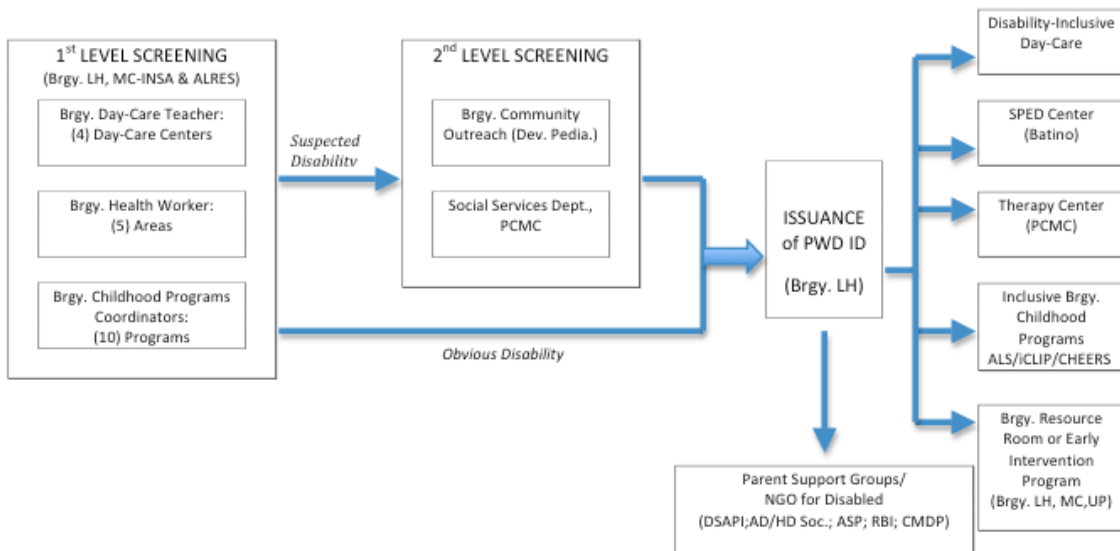 1st LEVEL SCREENING
(Brgy. LH, MC-INSA & ALRES)
Brgy. Day-Care Teacher:
(4) Day-Care Centers
Brgy. Health Worker:
(5) Areas
Brgy. Childhood Programs
Coordinators:
(10) Programs
Suspected
Disability
Obvious Disability
2nd LEVEL SCREENING
Brgy. Community
Outreach (Dev. Pedia.)
Social Services Dept.,
PCMC
ISSUANCE
of PWD ID
(Brgy. LH)
Disability-Inclusive
Day-Care
SPED Center
(Batino)
Therapy Center
(PCMC)
Inclusive Brgy.
Childhood
Programs
ALS/iCLIP/CHEERS
Brgy. Resource
Room or Early
Intervention
Program
(Brgy. LH, MC,UP)
Parent Support Groups/
NGO for Disabled
(DSAPI;AD/HD Soc.; ASP; RBI; CMDP)